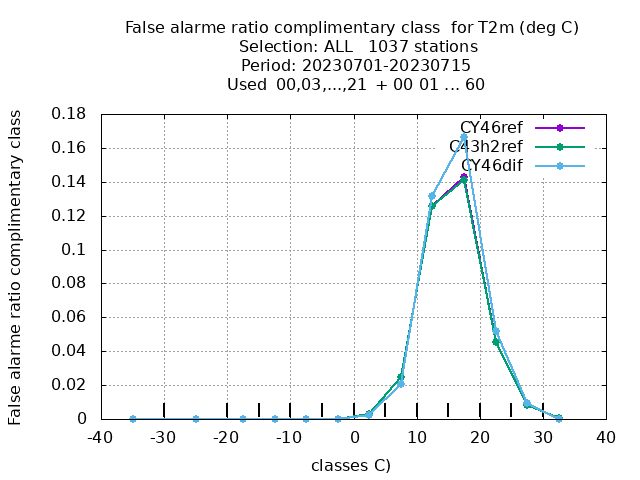 False alarme ratio complimentary class  for T2m (deg C)
Selection: ALL   1037 stations
Period: 20230701-20230715
Used  00,03,...,21  + 00 01 ... 60
False alarme ratio complimentary class
0.18
0.16
0.14
0.12
0.1
0.08
0.06
0.04
0.02
0
CY46ref
C43h2ref
CY46dif
-40 -30 -20 -10 0 10 20 30 40
classes C)